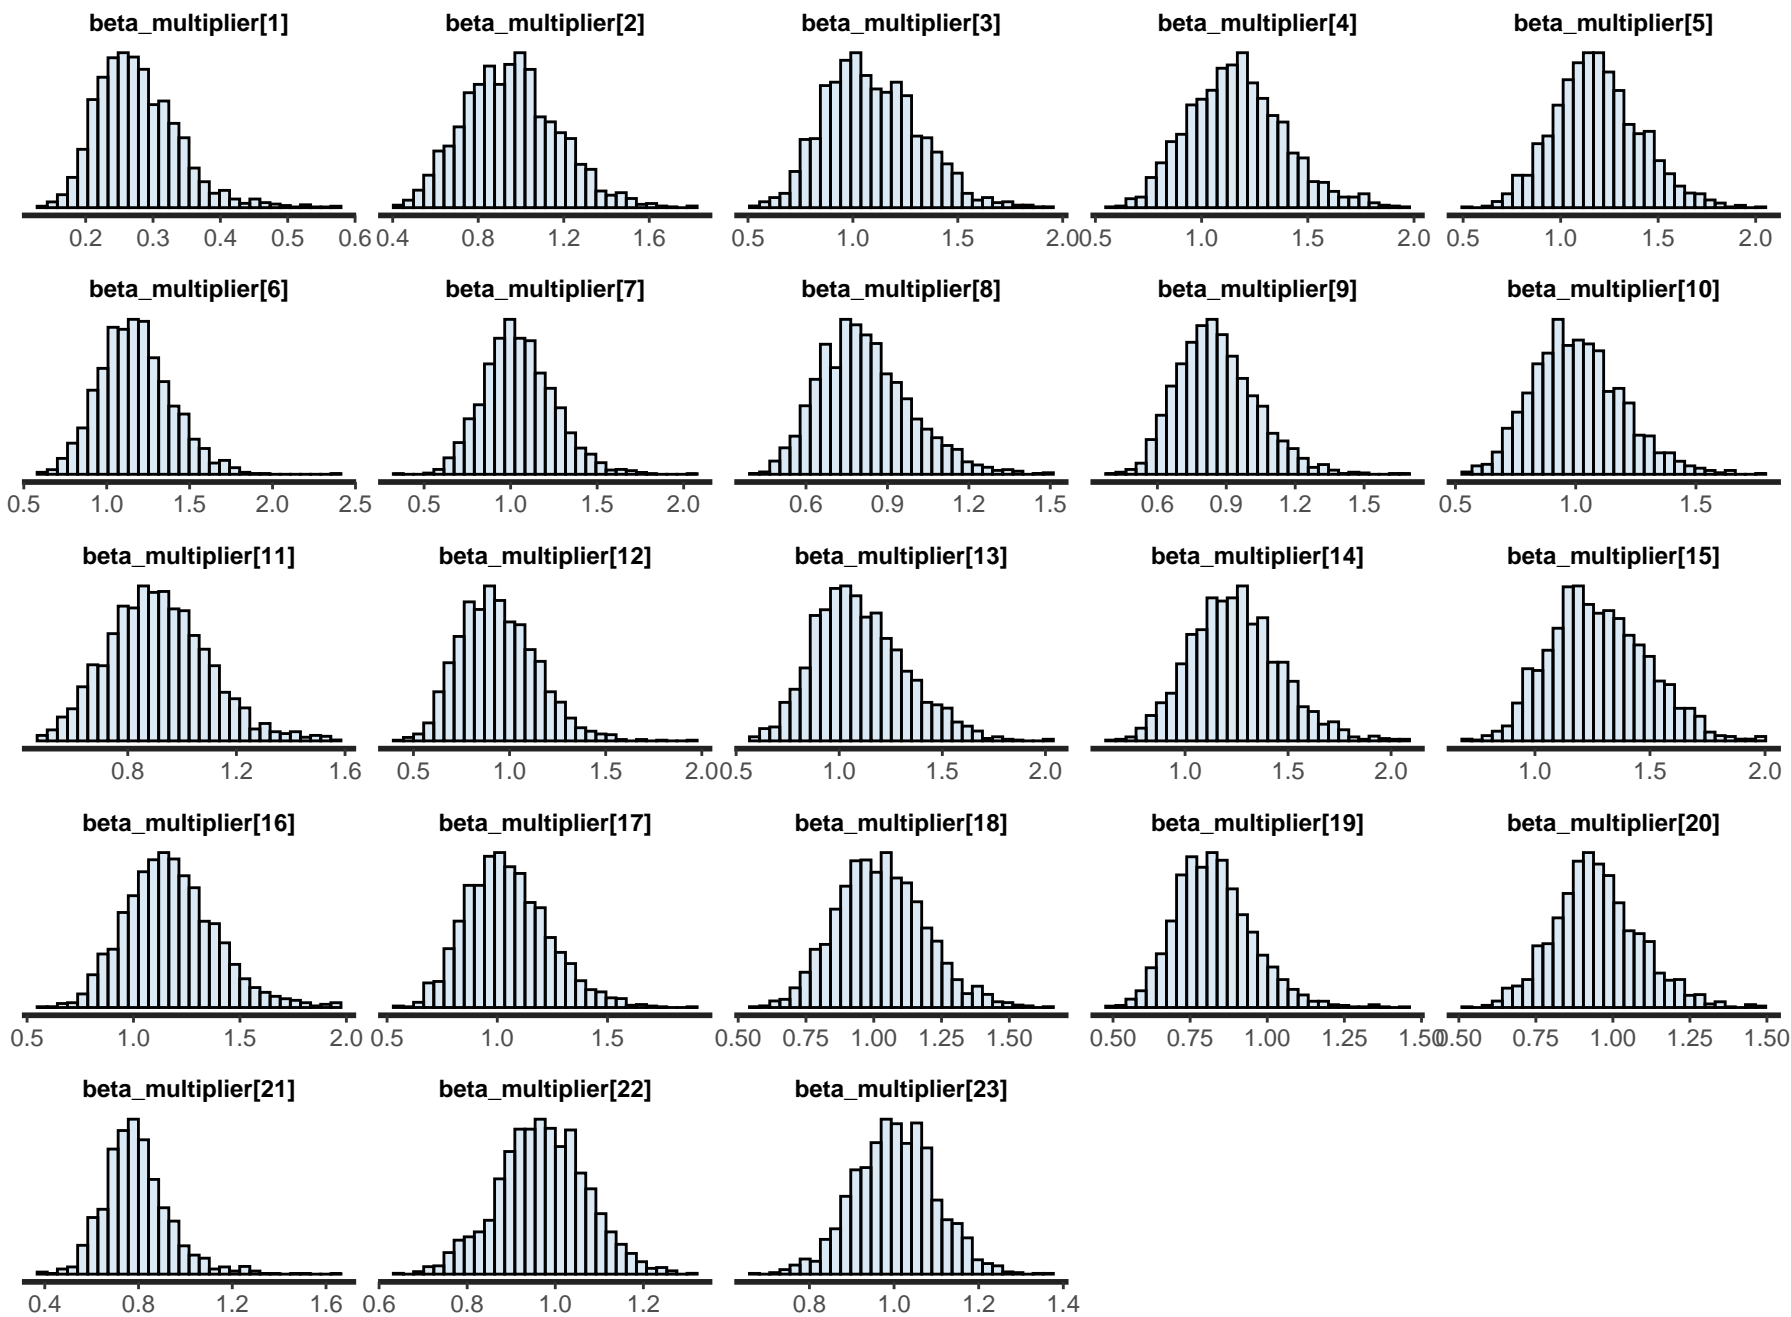 beta_multiplier[1] beta_multiplier[2] beta_multiplier[3] beta_multiplier[4] beta_multiplier[5]
0.2 0.3 0.4 0.5 0.6 0.4 0.8 1.2 1.6 0.5 1.0 1.5 2.0 0.5 1.0 1.5 2.0 0.5 1.0 1.5 2.0
beta_multiplier[6] beta_multiplier[7] beta_multiplier[8] beta_multiplier[9] beta_multiplier[10]
0.5 1.0 1.5 2.0 2.5 0.5 1.0 1.5 2.0 0.6 0.9 1.2 1.5 0.6 0.9 1.2 1.5 0.5 1.0 1.5
beta_multiplier[11] beta_multiplier[12] beta_multiplier[13] beta_multiplier[14] beta_multiplier[15]
0.8 1.2 1.6 0.5 1.0 1.5 2.0 0.5 1.0 1.5 2.0 1.0 1.5 2.0 1.0 1.5 2.0
beta_multiplier[16] beta_multiplier[17] beta_multiplier[18] beta_multiplier[19] beta_multiplier[20]
0.5 1.0 1.5 2.0 0.5 1.0 1.5 0.50 0.75 1.00 1.25 1.50 0.50 0.75 1.00 1.25 1.50 0.50 0.75 1.00 1.25 1.50
beta_multiplier[21] beta_multiplier[22] beta_multiplier[23]
0.4 0.8 1.2 1.6 0.6 0.8 1.0 1.2 0.8 1.0 1.2 1.4